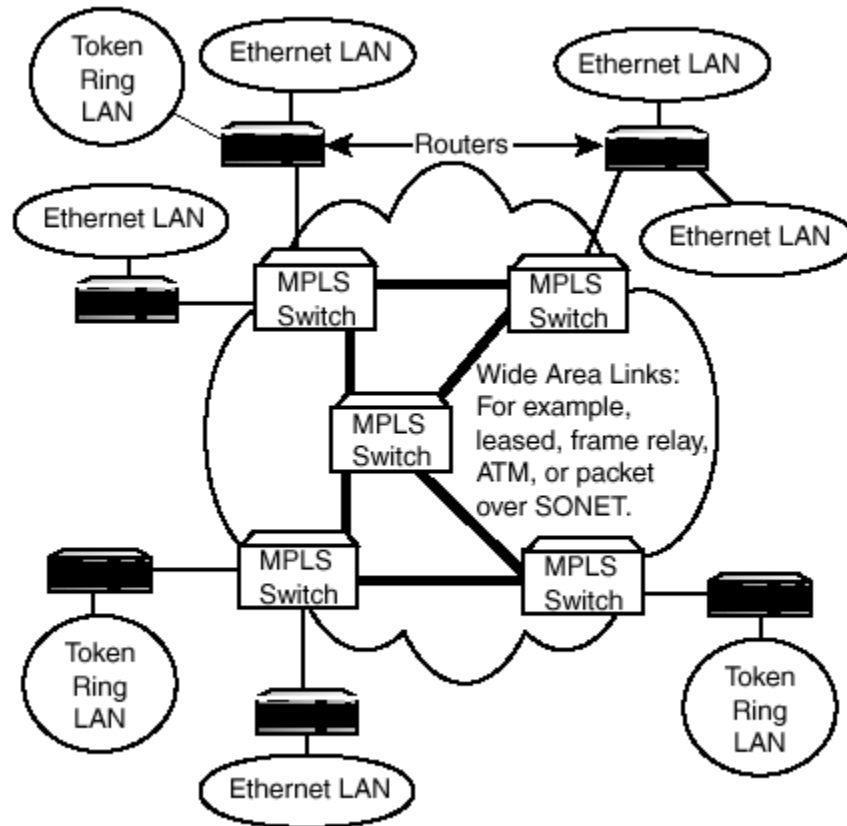 Token
Ring
LAN
Ethernet LAN
Ethernet LAN
Routers
Ethernet LAN
Ethernet LAN
MPLS
Switch
MPLS
Switch
MPLS
Switch
Wide Area Links:
For example,
leased, frame relay,
ATM, or packet
over SONET.
MPLS
Switch
MPLS
Switch
Token
Ring
LAN
Token
Ring
LAN
Ethernet LAN